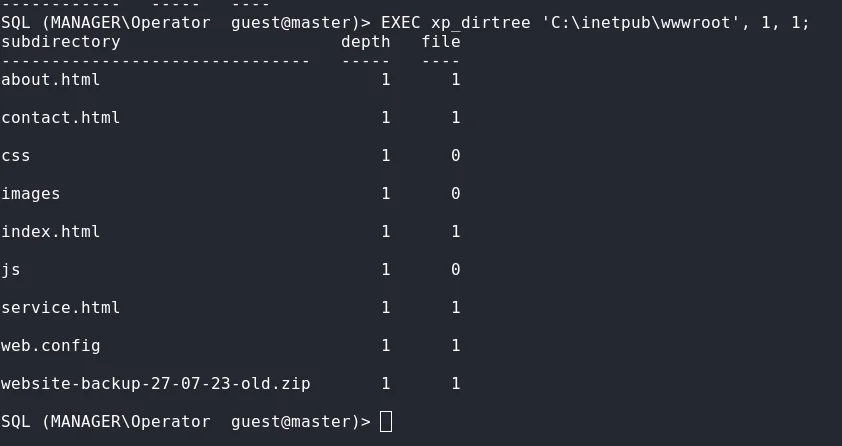 ------------   -----   ----
SQL (MANAGER\Operator  guest@master)> EXEC xp_dirtree 'C:\inetpub\wwwroot', 1, 1;
subdirectory                      depth   file
-------------------------------   -----   ----
about.html                            1      1
contact.html                          1      1
css                                   1      0
images                                1      0
index.html                            1      1
js                                    1      0
service.html                          1      1
web.config                            1      1
website-backup-27-07-23-old.zip       1      1
SQL (MANAGER\Operator  guest@master)>